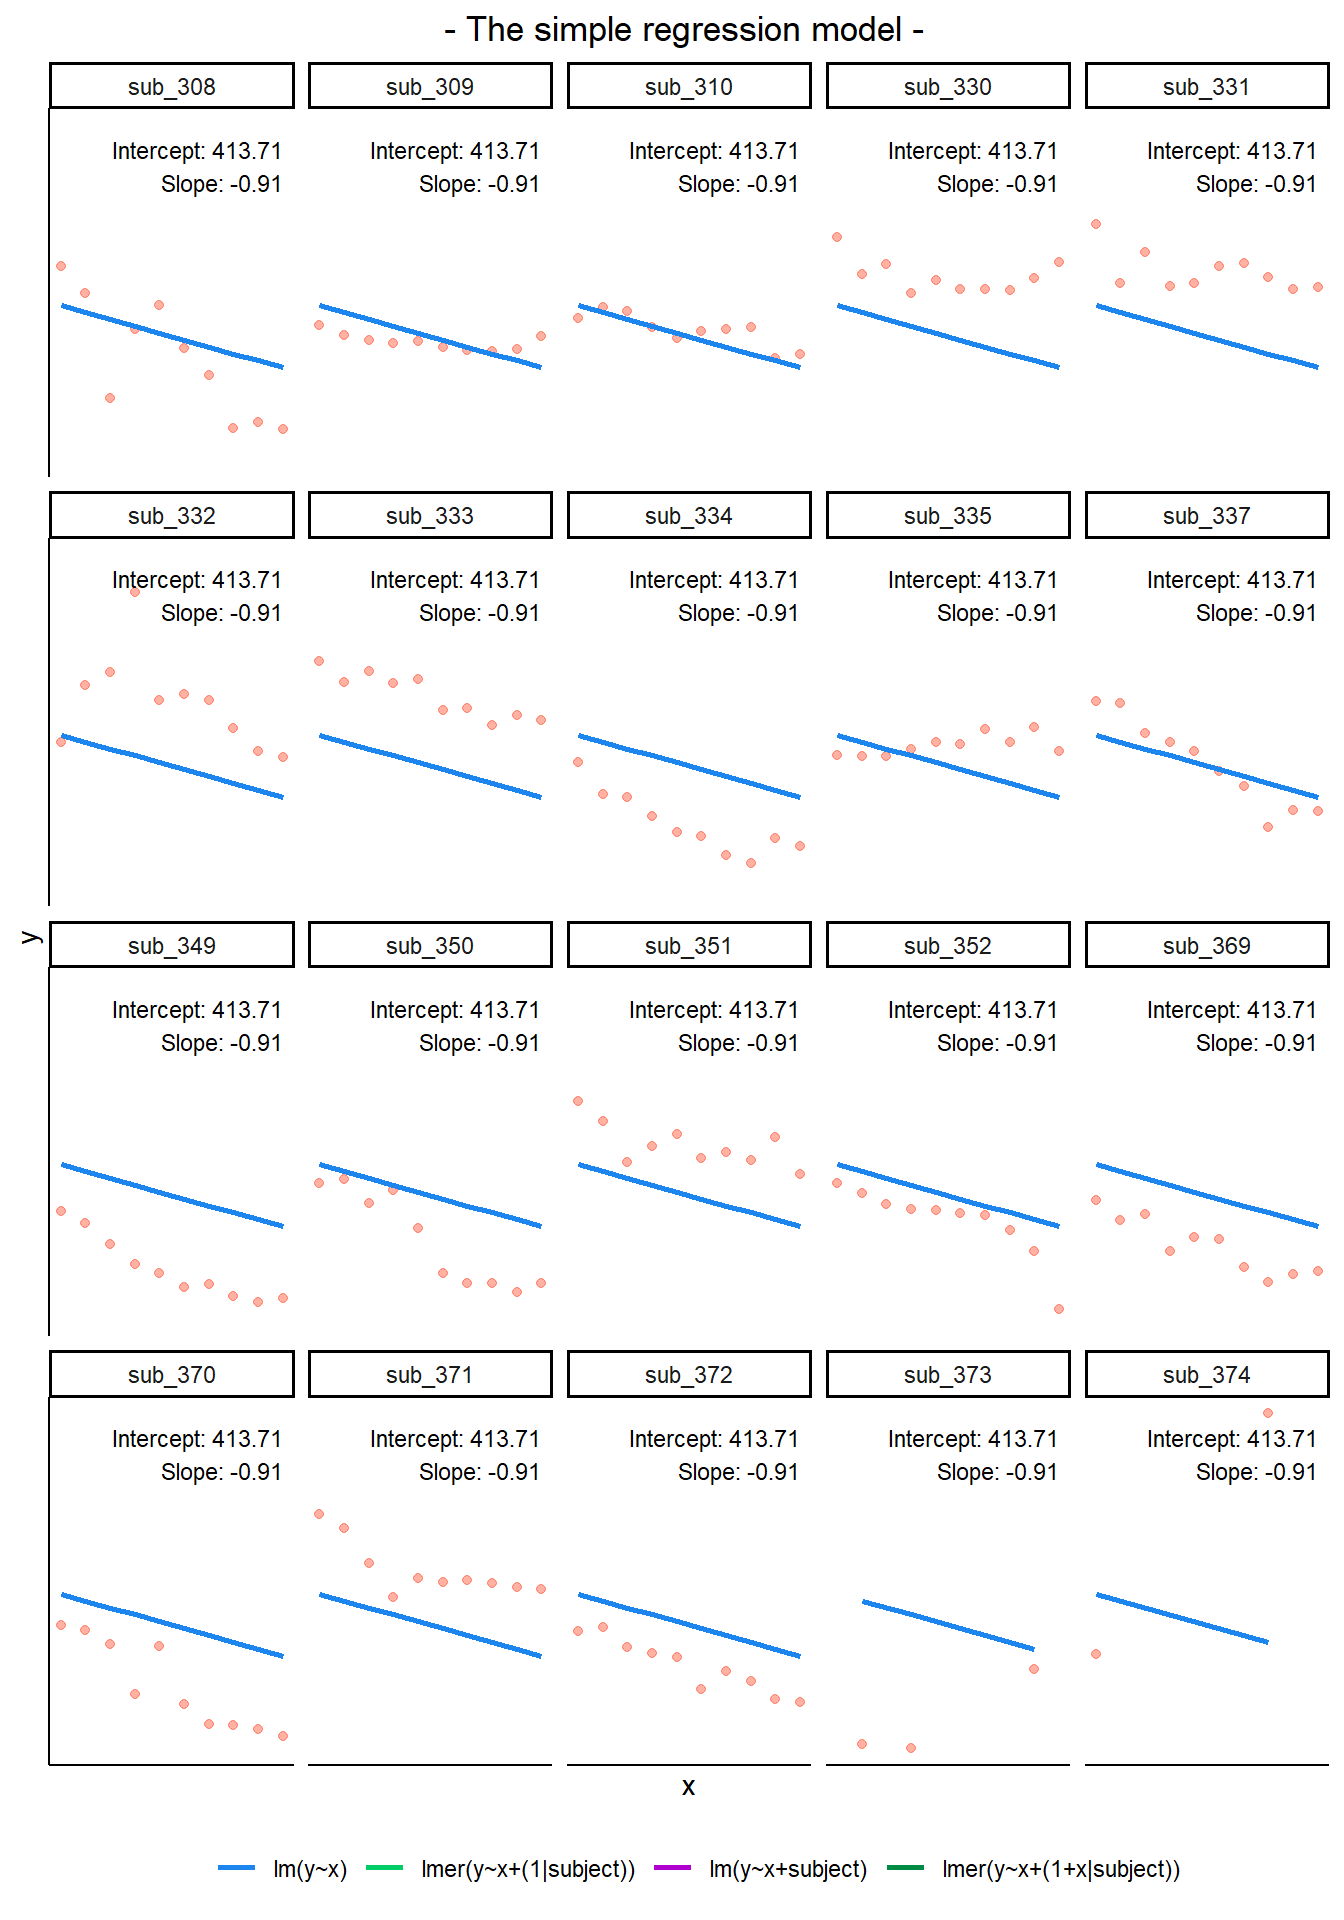 - The simple regression model -
sub_308 sub_309 sub_310 sub_330 sub_331
Intercept: 413.71 Intercept: 413.71 Intercept: 413.71 Intercept: 413.71 Intercept: 413.71
Slope: -0.91 Slope: -0.91 Slope: -0.91 Slope: -0.91 Slope: -0.91
sub_332 sub_333 sub_334 sub_335 sub_337
Intercept: 413.71 Intercept: 413.71 Intercept: 413.71 Intercept: 413.71 Intercept: 413.71
Slope: -0.91 Slope: -0.91 Slope: -0.91 Slope: -0.91 Slope: -0.91
y
sub_349 sub_350 sub_351 sub_352 sub_369
Intercept: 413.71 Intercept: 413.71 Intercept: 413.71 Intercept: 413.71 Intercept: 413.71
Slope: -0.91 Slope: -0.91 Slope: -0.91 Slope: -0.91 Slope: -0.91
sub_370 sub_371 sub_372 sub_373 sub_374
Intercept: 413.71 Intercept: 413.71 Intercept: 413.71 Intercept: 413.71 Intercept: 413.71
Slope: -0.91 Slope: -0.91 Slope: -0.91 Slope: -0.91 Slope: -0.91
x
lm(y~x) lmer(y~x+(1|subject)) lm(y~x+subject) lmer(y~x+(1+x|subject))